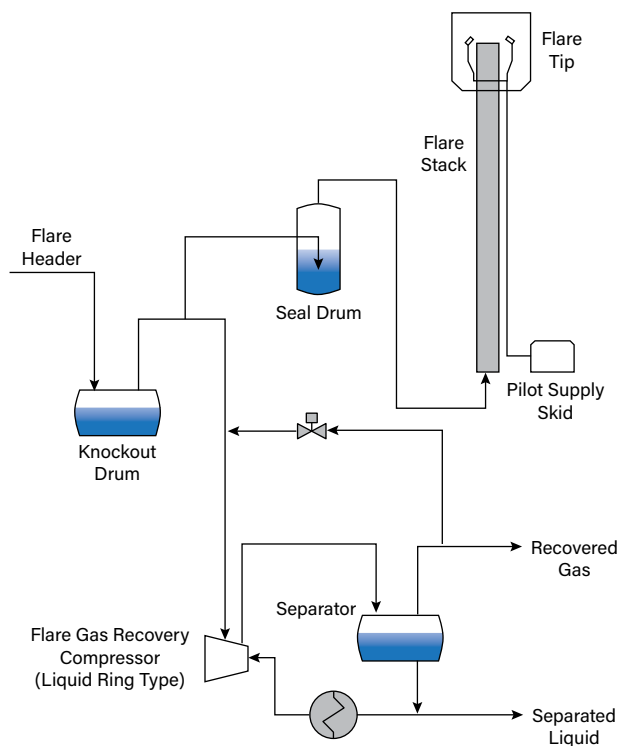 Flare
Tip
Flare
Stack
Flare
Header
Seal Drum
Pilot Supply
Skid
Knockout
Drum
Recovered
Gas
Separator
Flare Gas Recovery
Compressor
(Liquid Ring Type)
Separated
Liquid